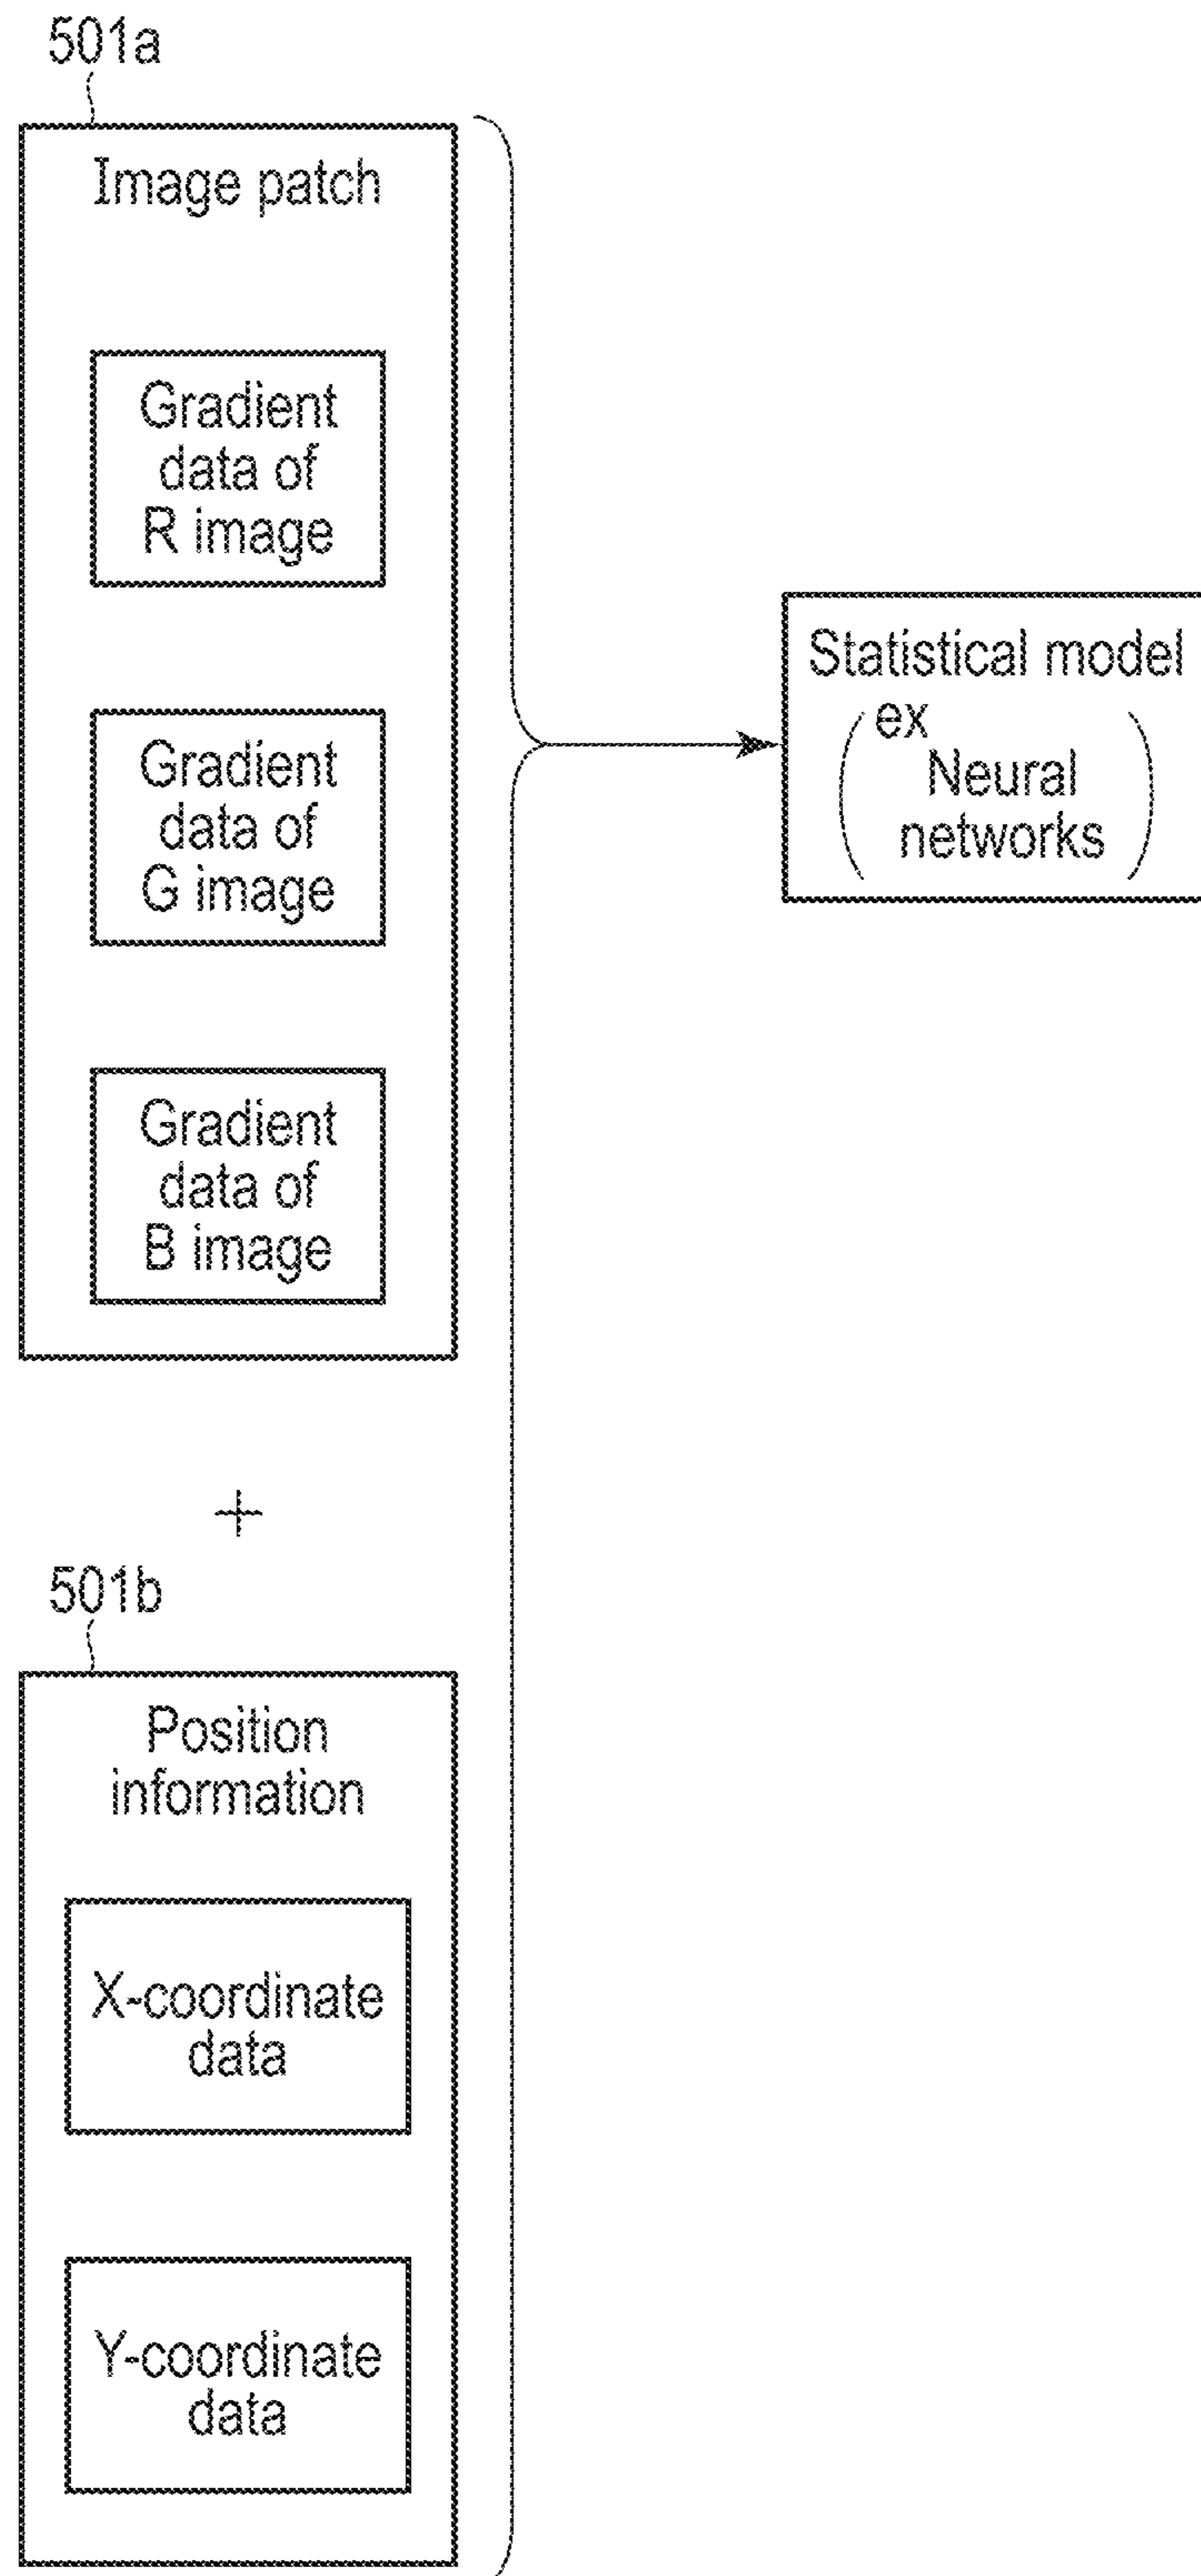 501a
Image patch
Gradient
data of
R image
Gradient
data of
G image
Gradient
data of
B image
+
501b
Position
information
X-coordinate
data
Y-coordinate
data
Statistical model
( ex
Neural
networks )